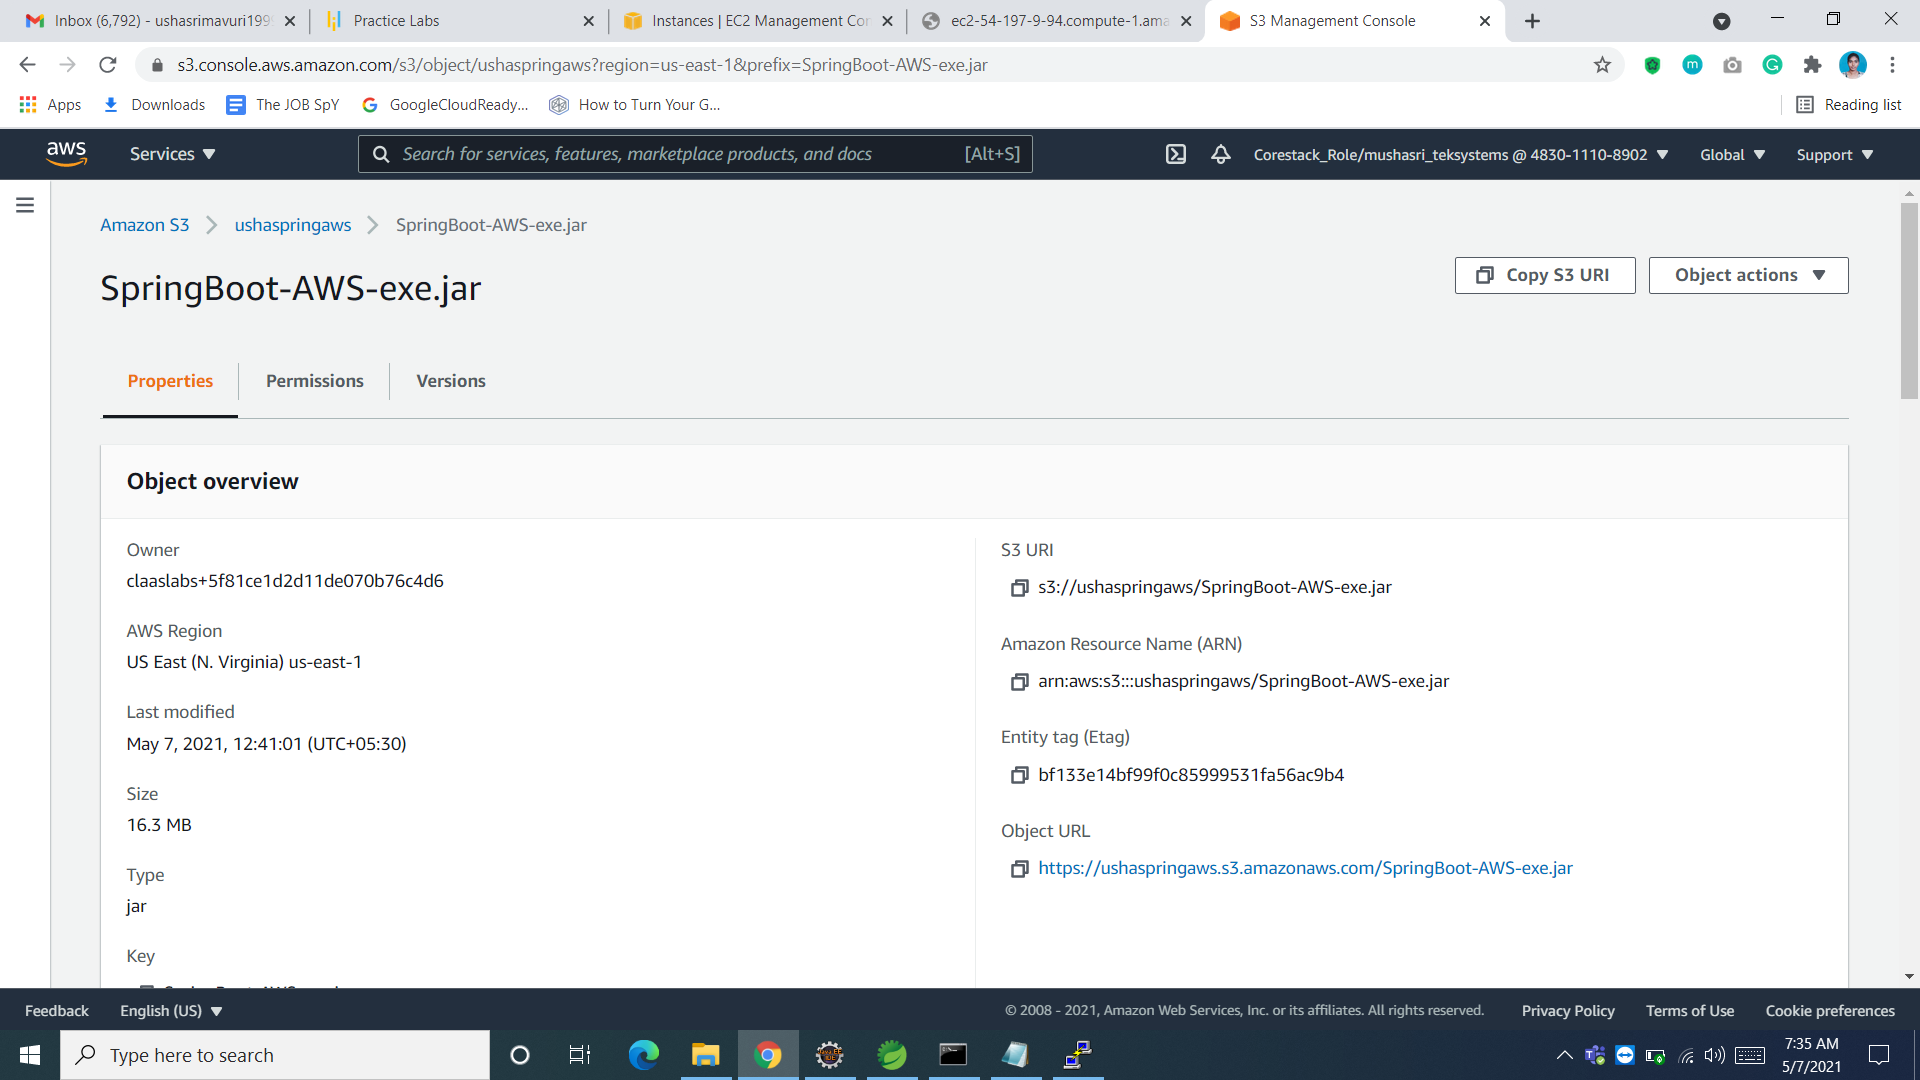 Inbox (6,792) - ushasrimavuri199
Practice Labs
Instances | EC2 Management Con
ec2-54-197-9-94.compute-1.ama
S3 Management Console
s3.console.aws.amazon.com/s3/object/ushaspringaws?region=us-east-1&prefix=SpringBoot-AWS-exe.jar
Apps
Downloads
The JOB SpY
GoogleCloudReady...
How to Turn Your G...
Reading list
aws
Services
Search for services, features, marketplace products, and docs
[Alt+S]
Corestack_Role/mushasri_teksystems @ 4830-1110-8902
Global
Support
Amazon S3
ushaspringaws
SpringBoot-AWS-exe.jar
SpringBoot-AWS-exe.jar
Copy S3 URI
Object actions
Properties
Permissions
Versions
Object overview
Owner
claaslabs+5f81ce1d2d11de070b76c4d6
AWS Region
US East (N. Virginia) us-east-1
Last modified
May 7, 2021, 12:41:01 (UTC+05:30)
Size
16.3 MB
Type
jar
Key
S3 URI
s3://ushaspringaws/SpringBoot-AWS-exe.jar
Amazon Resource Name (ARN)
arn:aws:s3:::ushaspringaws/SpringBoot-AWS-exe.jar
Entity tag (Etag)
bf133e14bf99f0c85999531fa56ac9b4
Object URL
https://ushaspringaws.s3.amazonaws.com/SpringBoot-AWS-exe.jar
Feedback
English (US)
© 2008 - 2021, Amazon Web Services, Inc. or its affiliates. All rights reserved.
Privacy Policy
Terms of Use
Cookie preferences
Type here to search
7:35 AM
5/7/2021